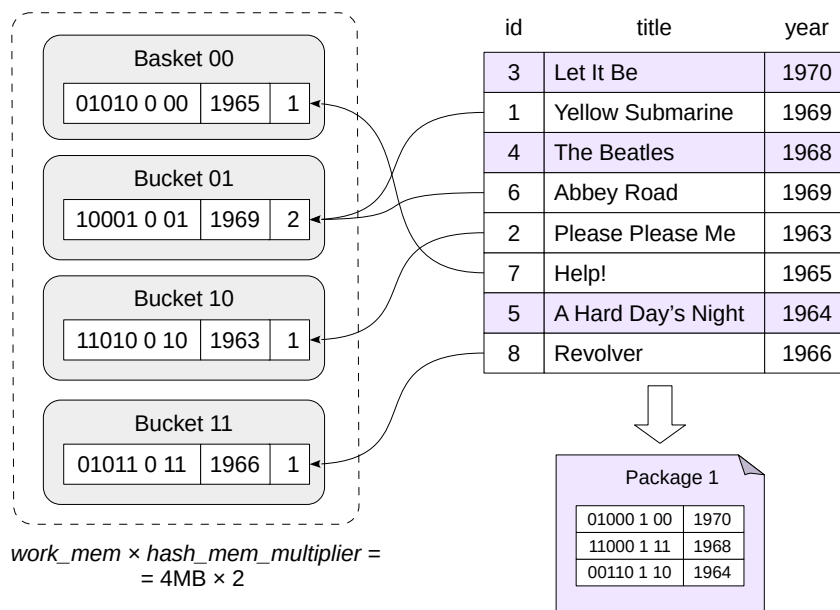 Basket 00
01010 0 00 1965 1
Bucket 01
10001 0 01 1969 2
Bucket 10
11010 0 10 1963 1
Bucket 11
01011 0 11 1966 1
work_mem × hash_mem_multiplier =
= 4MB × 2
id title year
3 Let It Be 1970
1 Yellow Submarine 1969
4 The Beatles 1968
6 Abbey Road 1969
2 Please Please Me 1963
7 Help! 1965
5 A Hard Day's Night 1964
8 Revolver 1966
Package 1
01000 1 00 1970
11000 1 11 1968
00110 1 10 1964